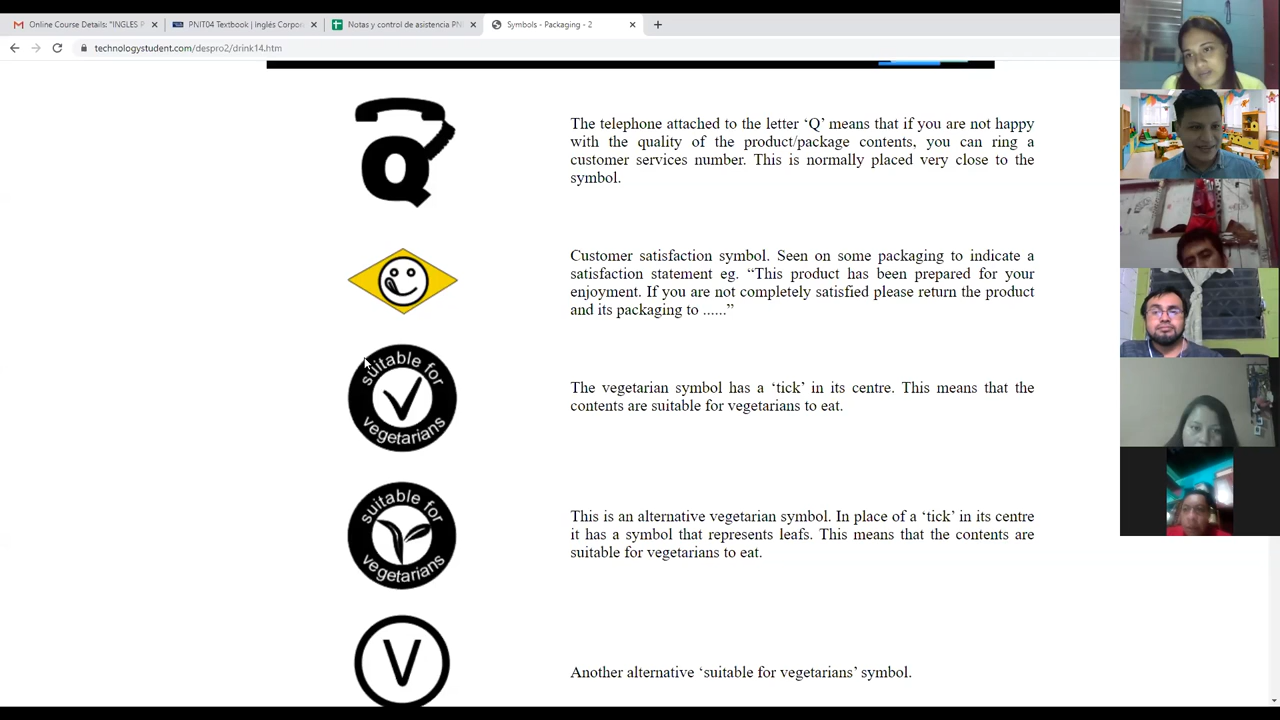 Online Course Details: "INGLES P
PNIT04 Textbook | inglés Corpor
Notas y control de asistencia PNI
Symbols - Packaging - 2
technologystudent.com/despro2/drink14.htm
Q
The telephone attached to the letter ‘Q’ means that if you are not happy
with the quality of the product/package contents, you can ring a
customer services number. This is normally placed very close to the
symbol.
Customer satisfaction symbol. Seen on some packaging to indicate a
satisfaction statement eg. “This product has been prepared for your
enjoyment. If you are not completely satisfied please return the product
and its packaging to ......”
suitable for
vegetarians
The vegetarian symbol has a ‘tick’ in its centre. This means that the
contents are suitable for vegetarians to eat.
suitable for
vegetarians
This is an alternative vegetarian symbol. In place of a ‘tick’ in its centre
it has a symbol that represents leafs. This means that the contents are
suitable for vegetarians to eat.
V
Another alternative ‘suitable for vegetarians’ symbol.